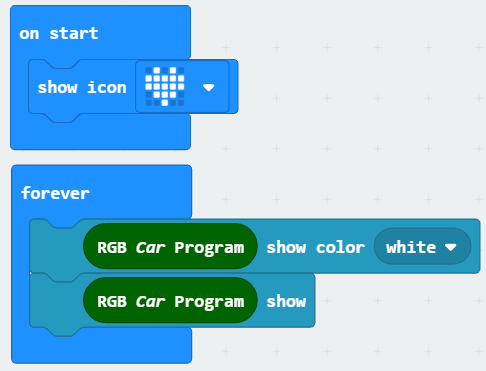 on start
show icon
forever
RGB Car Program show color white
RGB Car Program show